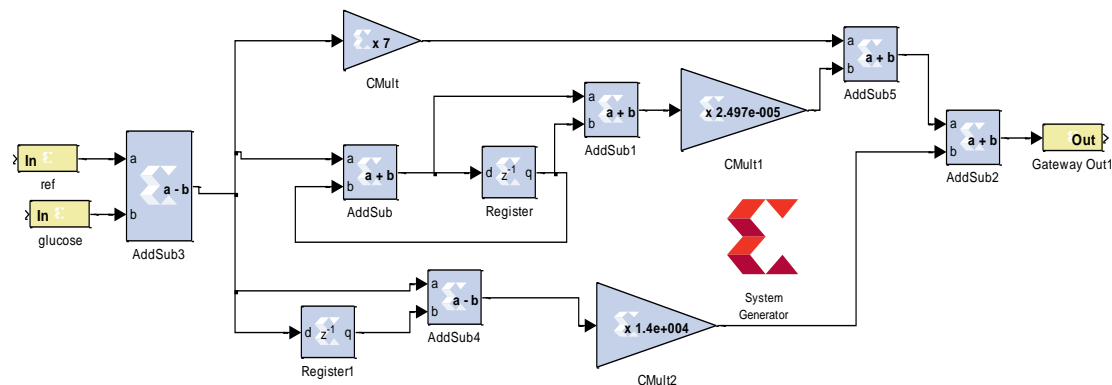 x 7
CMult
a
b
a + b
AddSub5
a
b
a + b
AddSub1
x 2.497e-005
CMult1
a
b
a + b
AddSub2
Out
Gateway Out1
In
ref
In
glucose
a
b
a - b
AddSub3
a
b
a + b
AddSub
d
z-1
q
Register
System
Generator
d
z-1
q
Register1
a
b
a - b
AddSub4
x 1.4e+004
CMult2